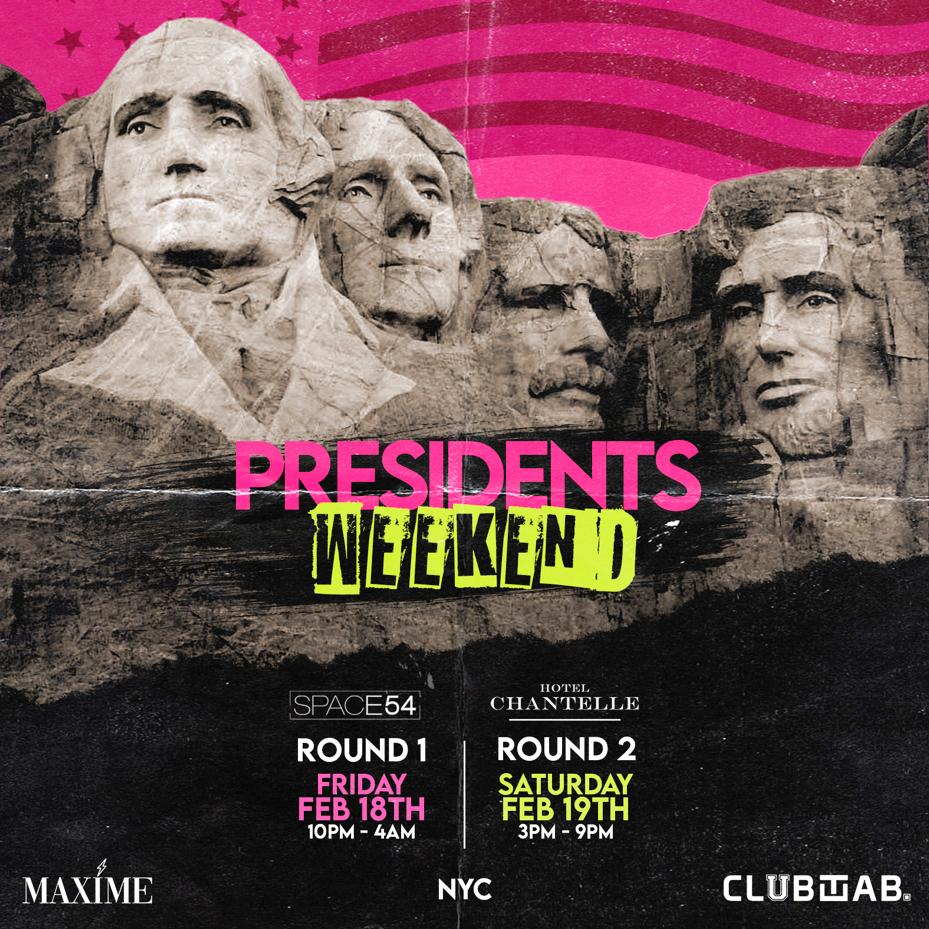 PRESIDENTS
WEEKEND
SPACE54
ROUND 1
FRIDAY
FEB 18TH
10PM - 4AM
HOTEL
CHANTELLE
ROUND 2
SATURDAY
FEB 19TH
3PM - 9PM
MAXÍME
NYC
CLUBTAB.